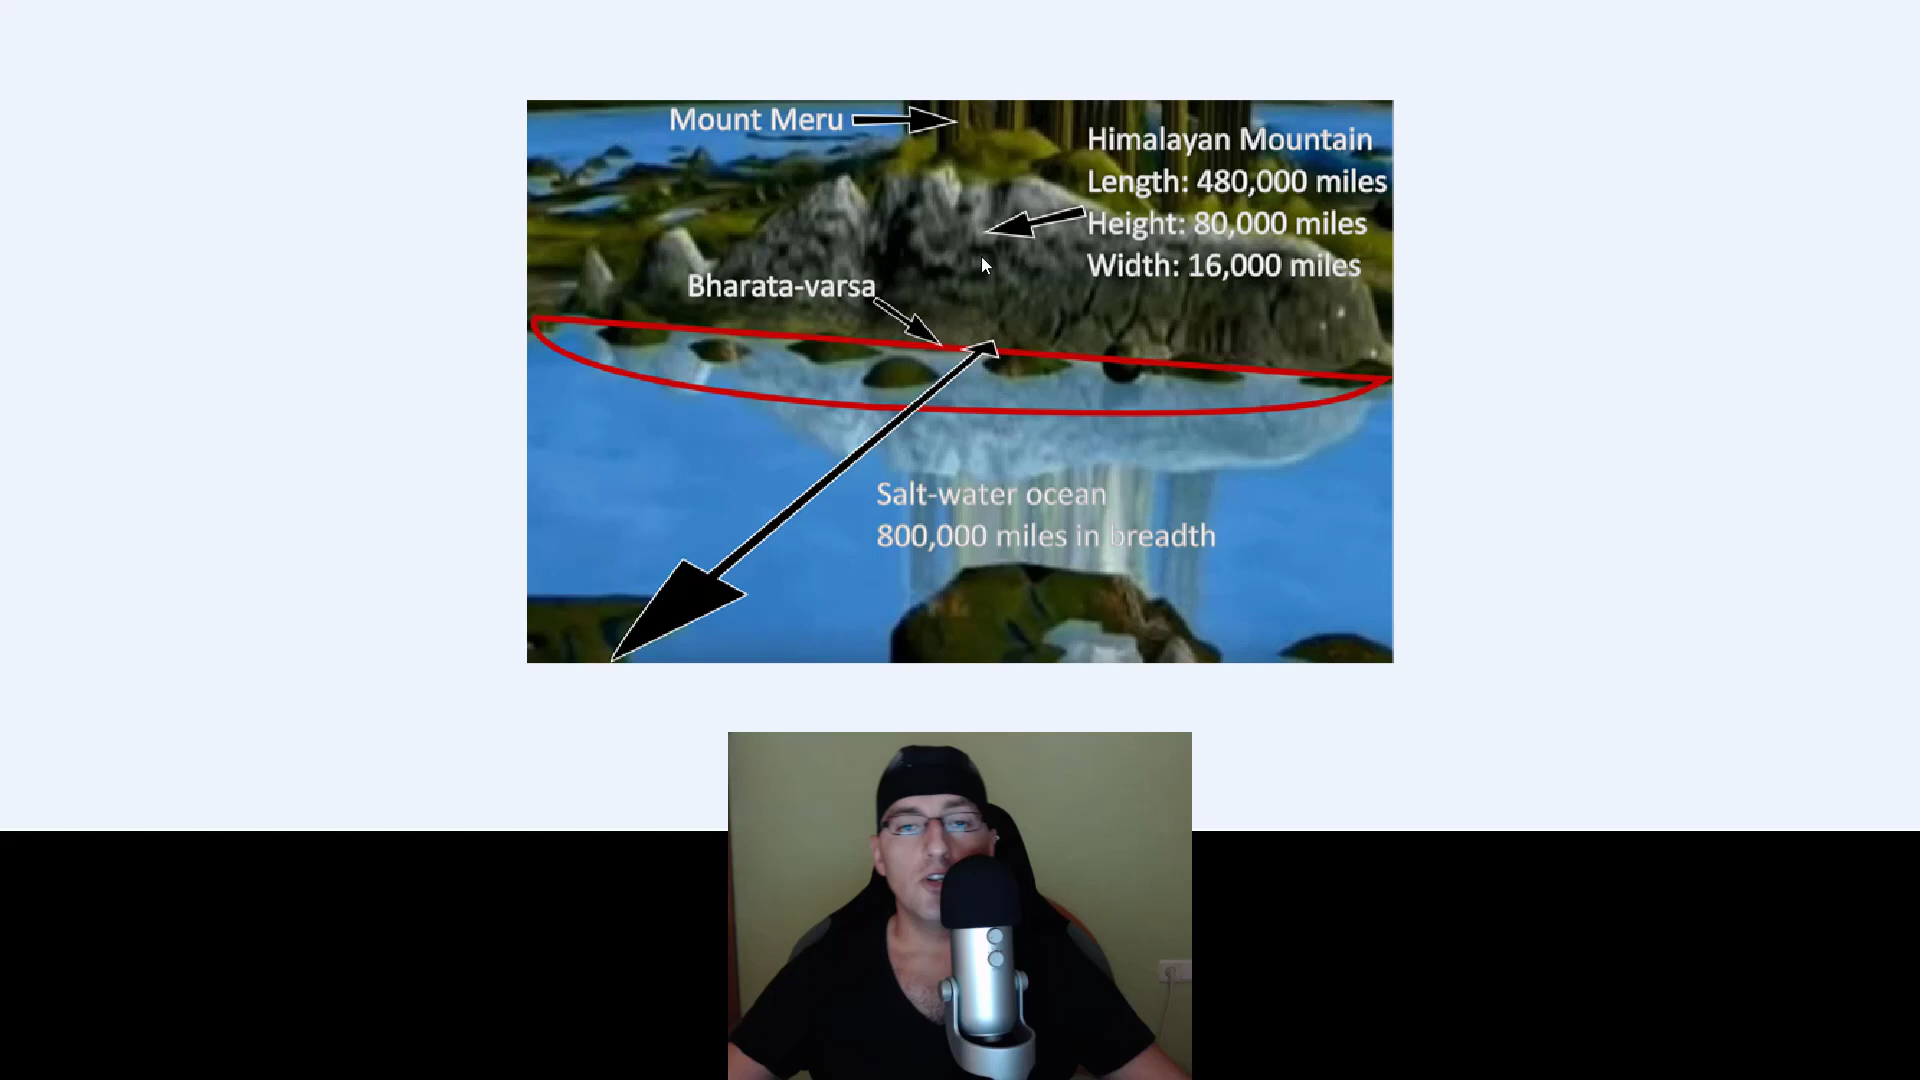 Mount Meru
Himalayan Mountain
Length: 480,000 miles
Height: 80,000 miles
Width: 16,000 miles
Bharata-varsa
Salt-water ocean
800,000 miles in breadth